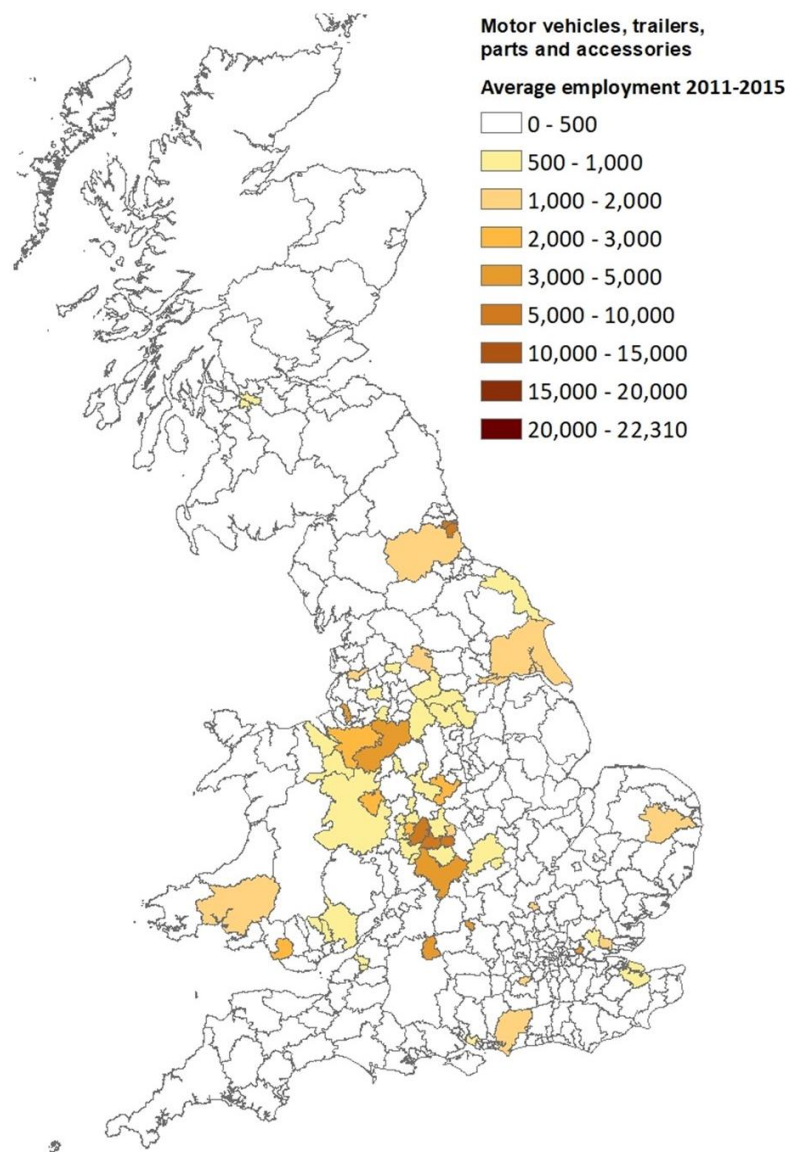 Motor vehicles, trailers,
parts and accessories
Average employment 2011-2015
0 - 500
500 - 1,000
1,000 - 2,000
2,000 - 3,000
3,000 - 5,000
5,000 - 10,000
10,000 - 15,000
15,000 - 20,000
20,000 - 22,310